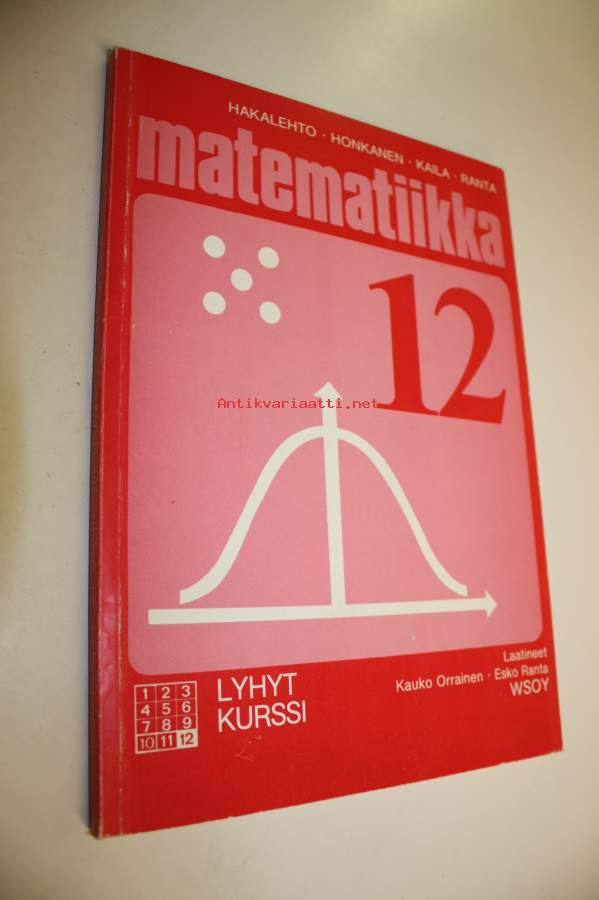 HAKALEHTO · HONKANEN · KAILA · RANTA
matematiikka
12
Antikvariaatti.net
Laatineet
Kauko Orrainen · Esko Ranta
WSOY
LYHYT
KURSSI
1 2 3
4 5 6
7 8 9
10 11 12